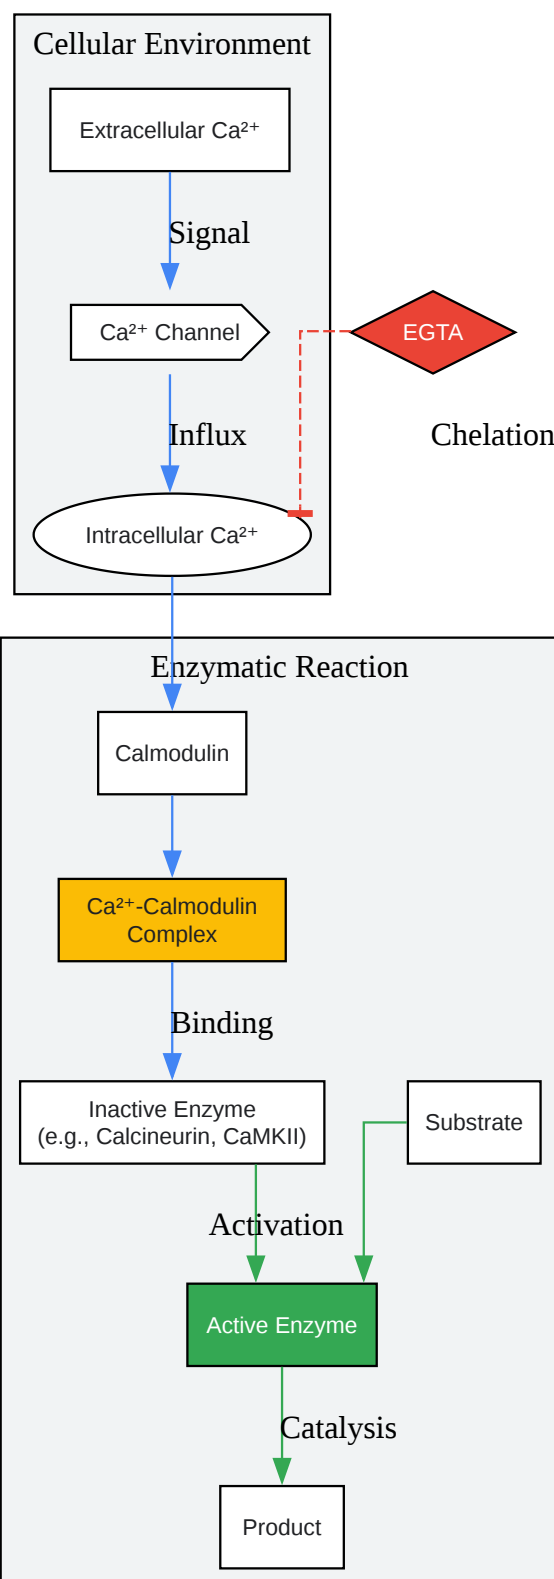 Cellular Environment
Extracellular Ca²⁺
Signal
Ca²⁺ Channel
EGTA
Influx
Chelation
Intracellular Ca²⁺
Enzymatic Reaction
Calmodulin
Ca²⁺-Calmodulin
Complex
Binding
Inactive Enzyme
(e.g., Calcineurin, CaMKII)
Substrate
Activation
Active Enzyme
Catalysis
Product